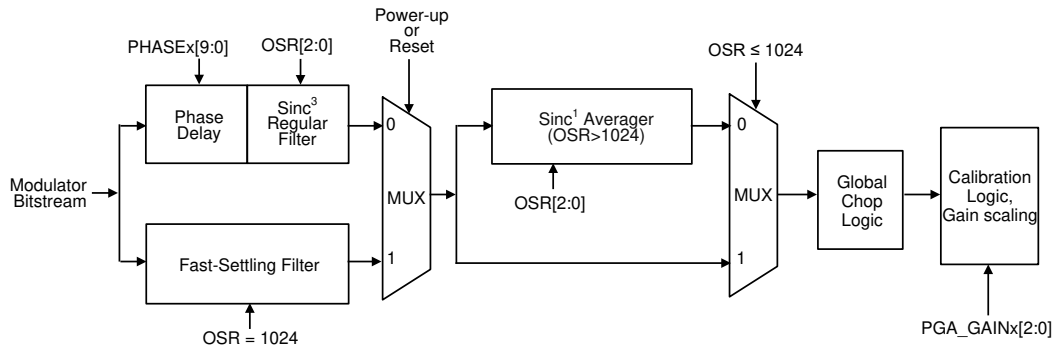 Power-up
or
Reset
PHASEx[9:0]
OSR[2:0]
OSR ≤ 1024
Phase
Delay
Sinc³
Regular
Filter
0
Sinc¹ Averager
(OSR>1024)
0
Modulator
Bitstream
MUX
OSR[2:0]
MUX
Global
Chop
Logic
Calibration
Logic,
Gain scaling
Fast-Settling Filter
1
1
OSR = 1024
PGA_GAINx[2:0]